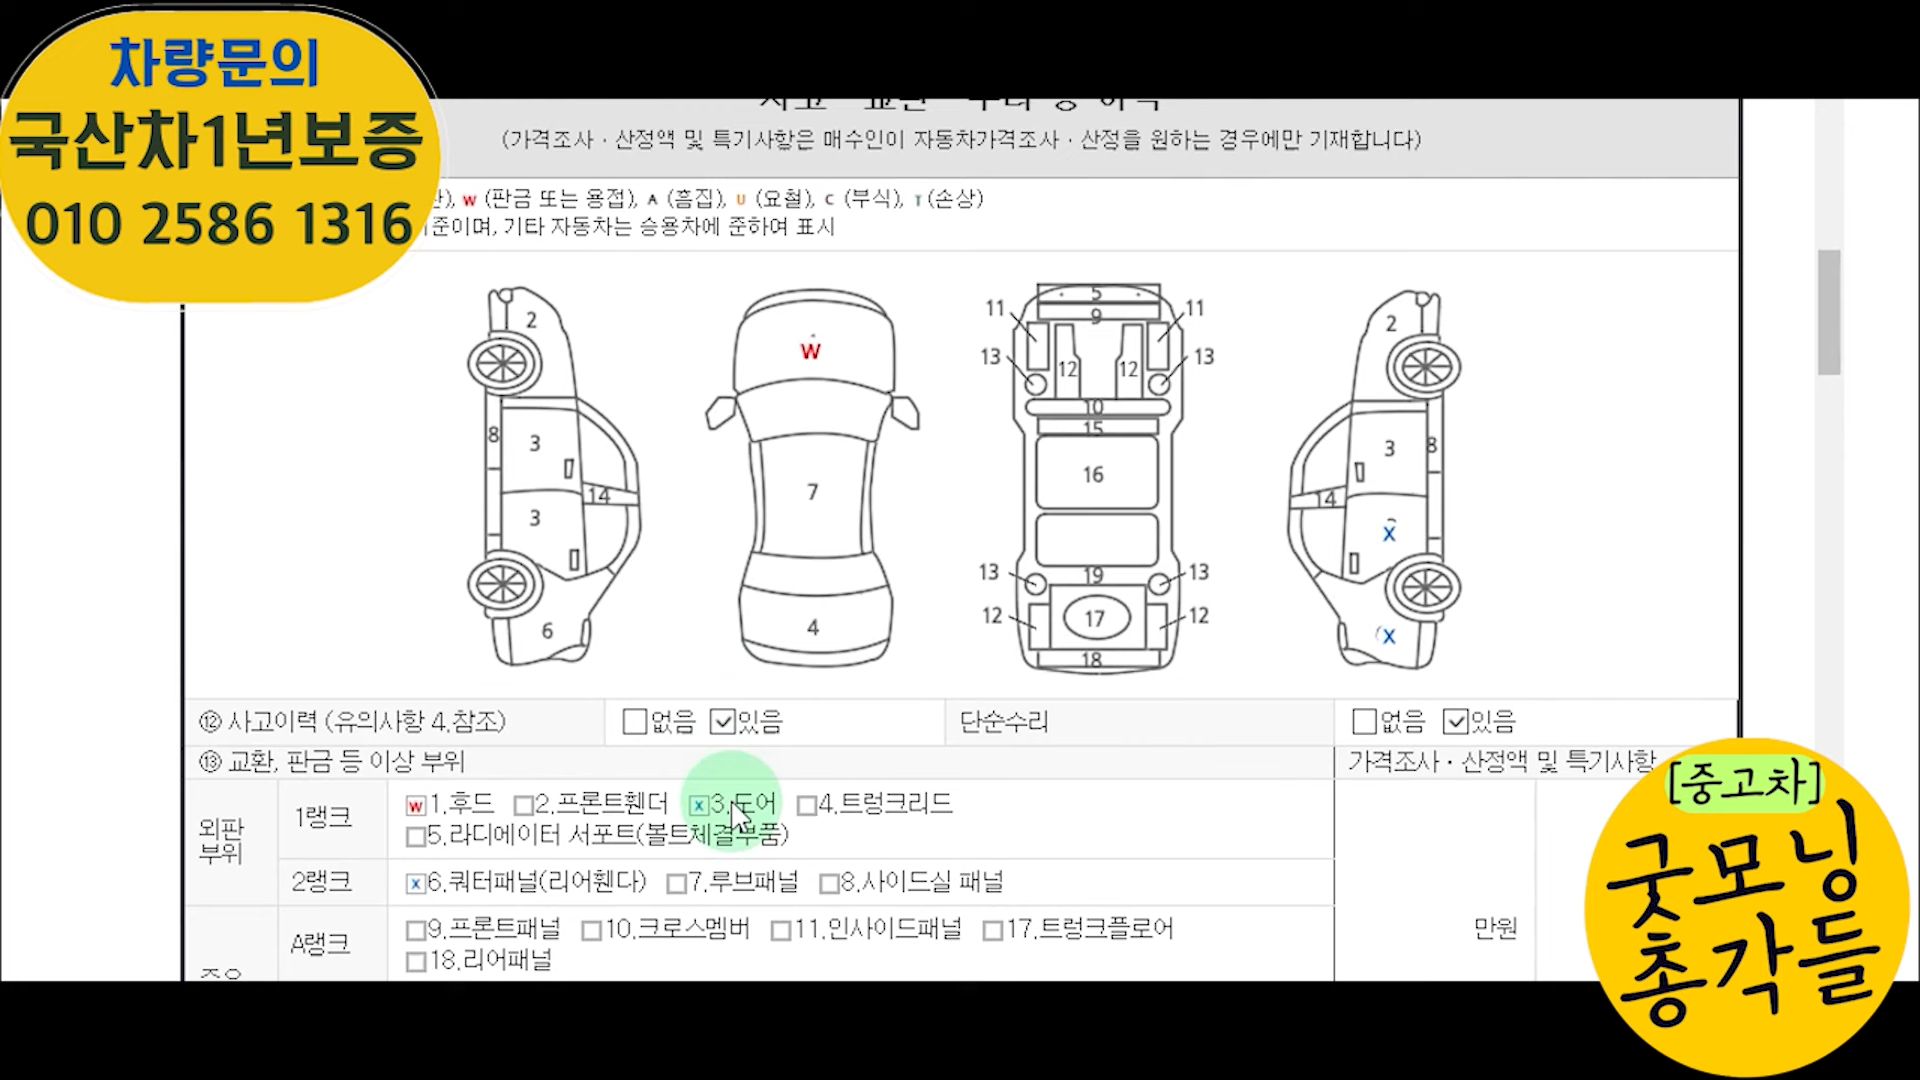 차량문의
국산차1년보증
010 2586 1316
(가격조사 · 산정액 및 특기사항은 매수인이 자동차가격조사 · 산정을 원하는 경우에만 기재합니다)
W (판금 또는 용접), A (흠집), U (요철), C (부식), T (손상)
준이며, 기타 자동차는 승용차에 준하여 표시
2
8
3
3
14
6
W
7
4
5
9
11
11
13
13
12
12
10
15
16
13
19
13
12
17
12
18
2
3
8
14
X
X
⑫ 사고이력 (유의사항 4.참조)
없음 있음
단순수리
없음 있음
⑬ 교환, 판금 등 이상 부위
가격조사 · 산정액 및 특기사항
외판
부위
1랭크
W 1.후드 2.프론트휀더 X 3.도어 4.트렁크리드
5.라디에이터 서포트(볼트체결부품)
2랭크
X 6.쿼터패널(리어휀다) 7.루브패널 8.사이드실 패널
A랭크
9.프론트패널 10.크로스멤버 11.인사이드패널 17.트렁크플로어
18.리어패널
만원
[중고차]
굿모닝
총각들